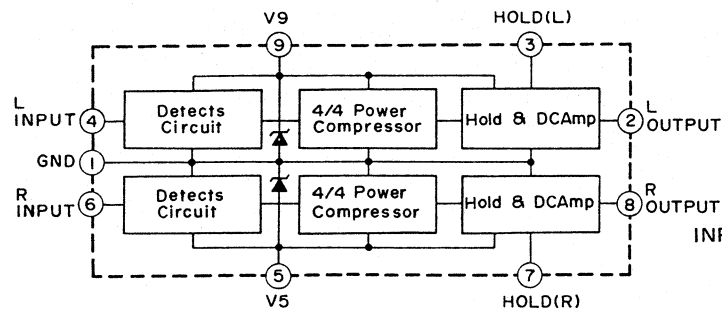 V9
HOLD(L)
9
3
L
INPUT
4
Detects
Circuit
4/4 Power
Compressor
Hold & DCAmp
2
L
OUTPUT
GND
1
R
INPUT
6
Detects
Circuit
4/4 Power
Compressor
Hold & DCAmp
8
R
OUTPUT
INP
5
7
V5
HOLD(R)